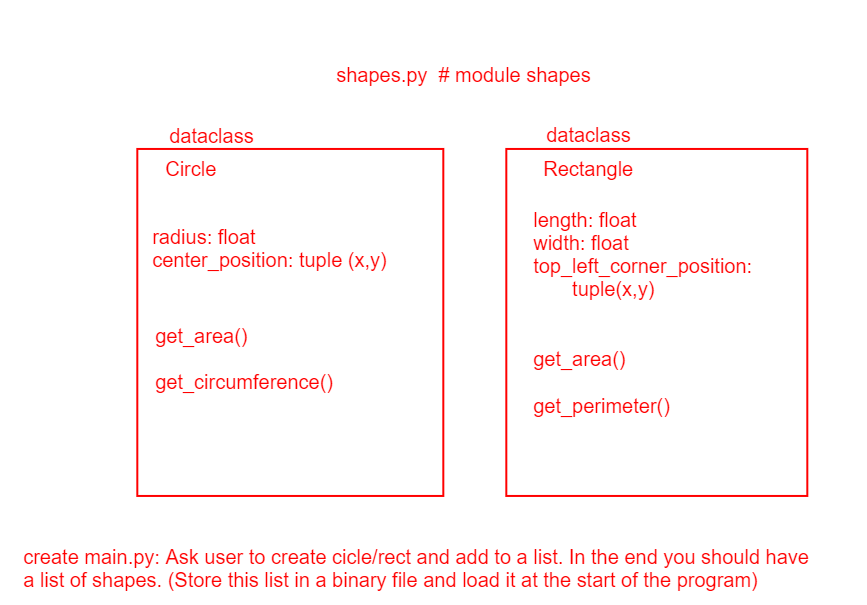 shapes.py # module shapes
dataclass
Circle
radius: float
center_position: tuple (x,y)
get_area()
get_circumference()
dataclass
Rectangle
length: float
width: float
top_left_corner_position:
tuple(x,y)
get_area()
get_perimeter()
create main.py: Ask user to create cicle/rect and add to a list. In the end you should have
a list of shapes. (Store this list in a binary file and load it at the start of the program)